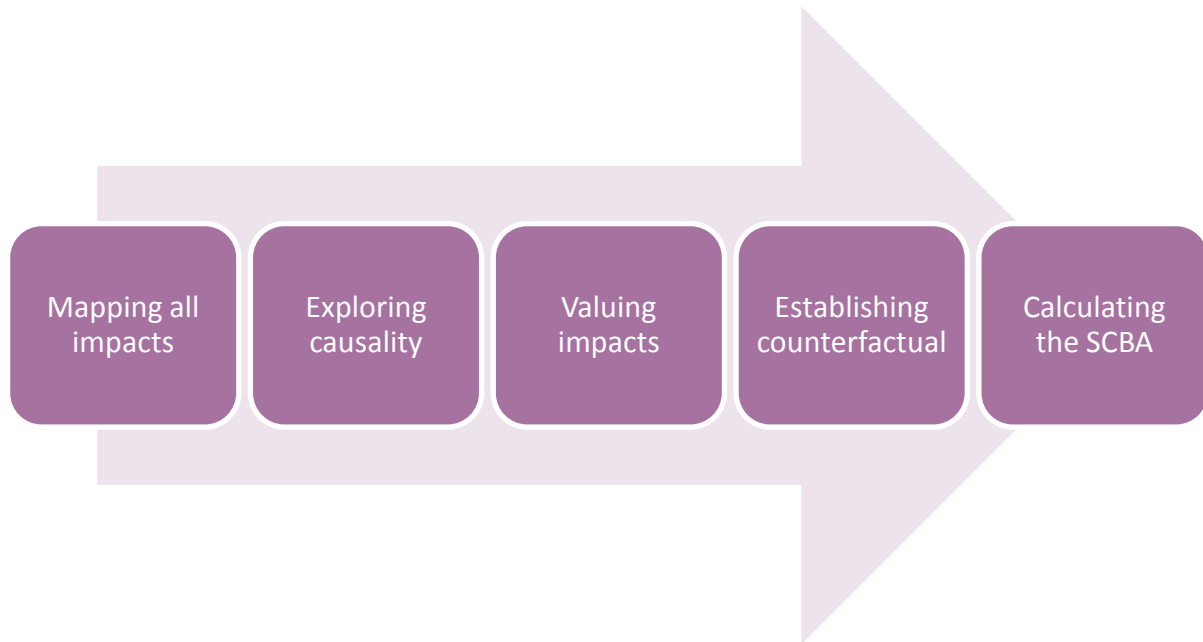 Mapping all
impacts
Exploring
causality
Valuing
impacts
Establishing
counterfactual
Calculating
the SCBA